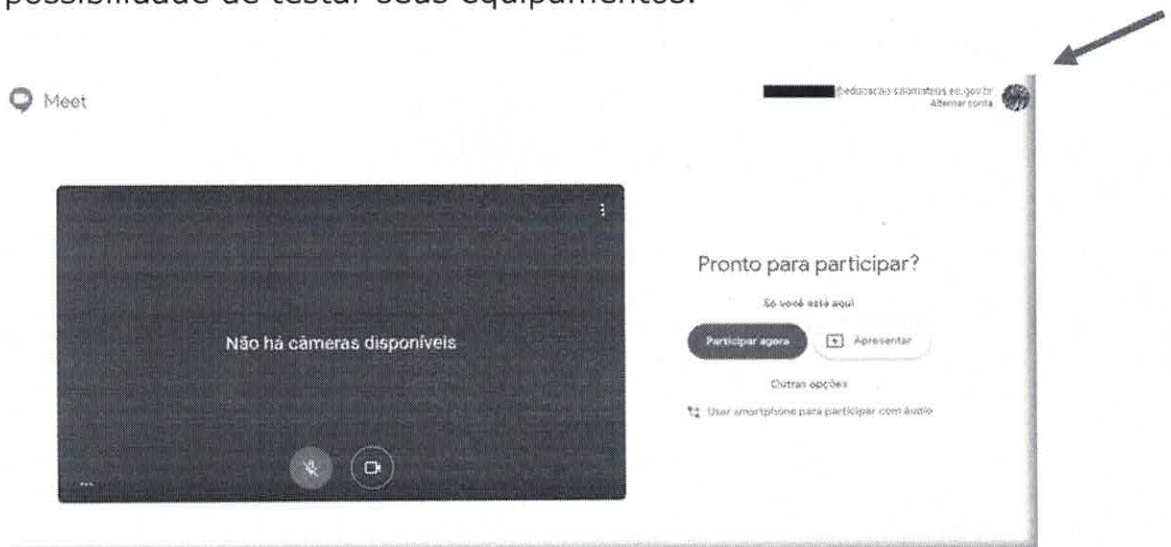 possibilidade de testar seus equipamentos.
Meet
Alternar conta
Não há câmeras disponíveis
Pronto para participar?
Só você está aqui
Participar agora
Apresentar
Outras opções
Usar smartphone para participar com áudio